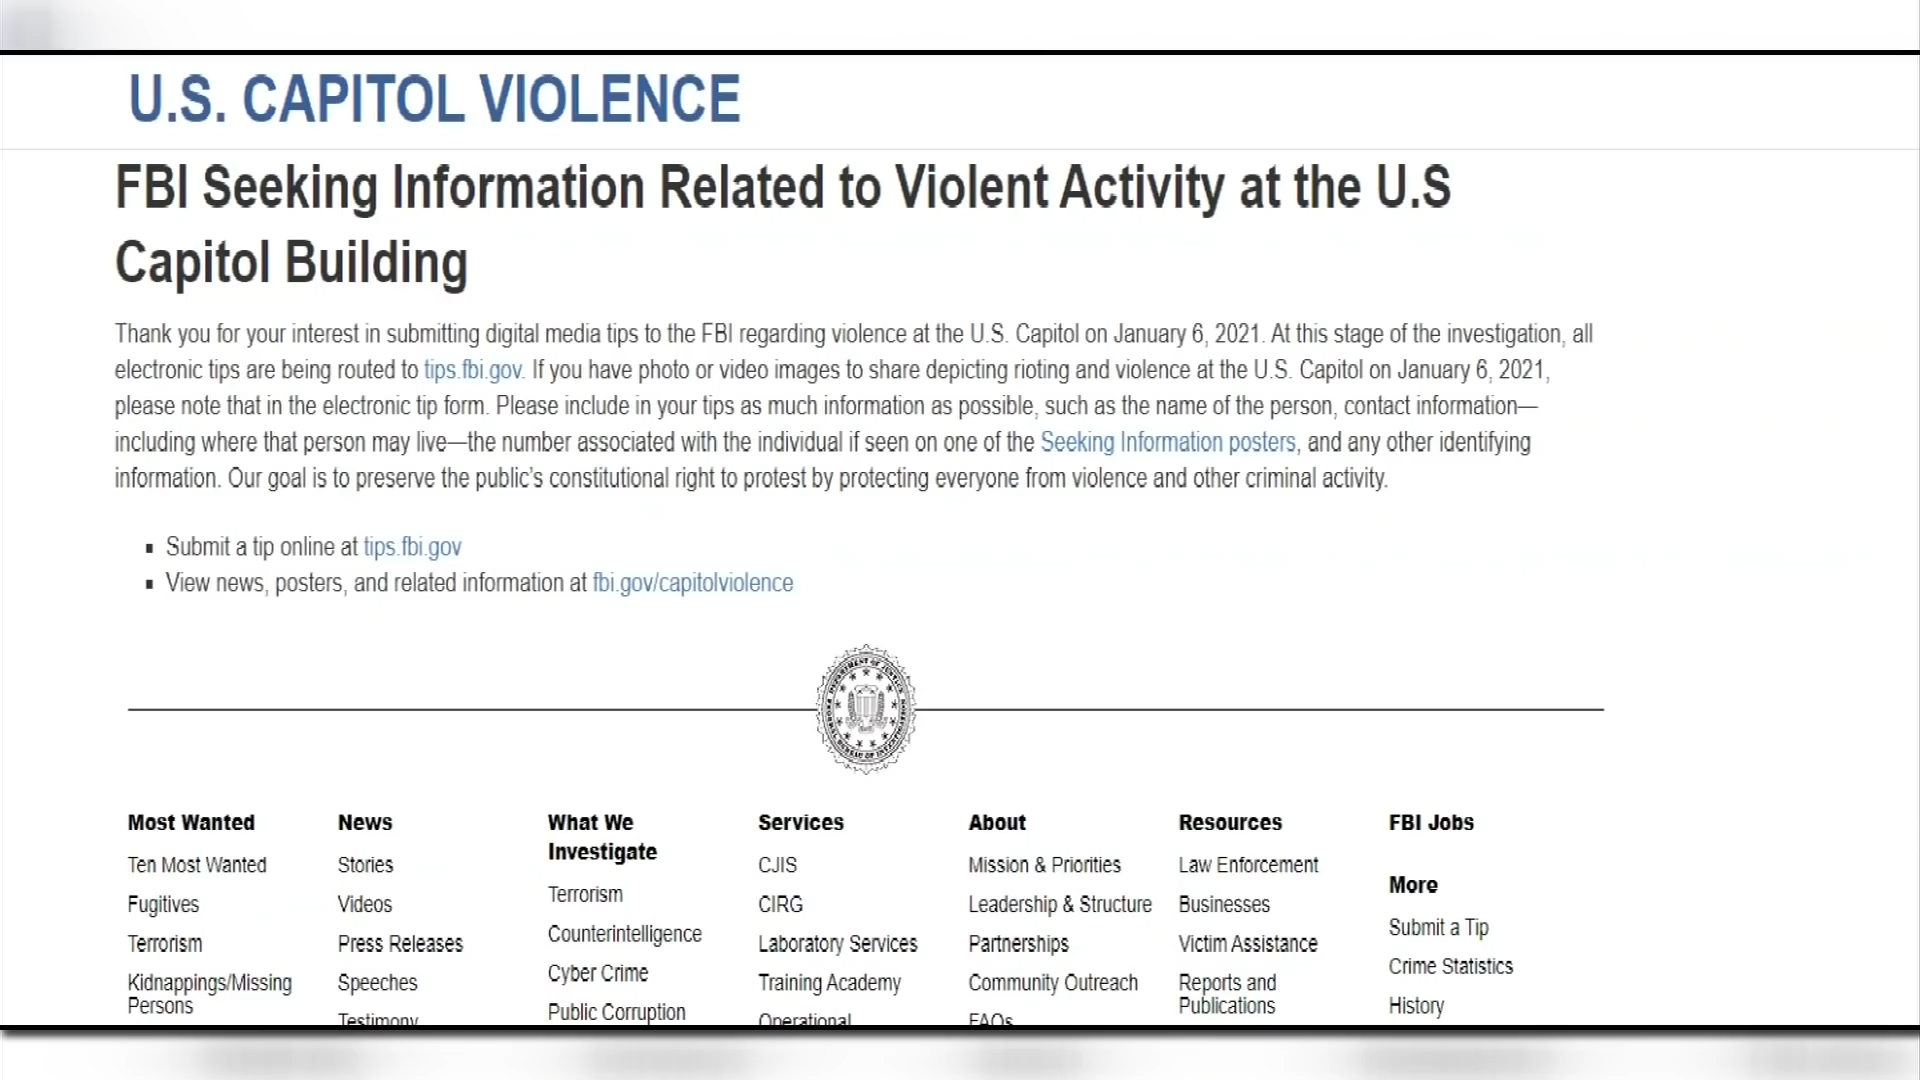 U.S. CAPITOL VIOLENCE
FBI Seeking Information Related to Violent Activity at the U.S
Capitol Building
Thank you for your interest in submitting digital media tips to the FBI regarding violence at the U.S. Capitol on January 6, 2021. At this stage of the investigation, all
electronic tips are being routed to tips.fbi.gov. If you have photo or video images to share depicting rioting and violence at the U.S. Capitol on January 6, 2021,
please note that in the electronic tip form. Please include in your tips as much information as possible, such as the name of the person, contact information—
including where that person may live—the number associated with the individual if seen on one of the Seeking Information posters, and any other identifying
information. Our goal is to preserve the public's constitutional right to protest by protecting everyone from violence and other criminal activity.
▪ Submit a tip online at tips.fbi.gov
▪ View news, posters, and related information at fbi.gov/capitolviolence
DEPARTMENT OF JUSTICE
FEDERAL BUREAU OF INVESTIGATION
Most Wanted
Ten Most Wanted
Fugitives
Terrorism
Kidnappings/Missing
Persons
News
Stories
Videos
Press Releases
Speeches
Testimony
What We
Investigate
Terrorism
Counterintelligence
Cyber Crime
Public Corruption
Services
CJIS
CIRG
Laboratory Services
Training Academy
Operational
About
Mission & Priorities
Leadership & Structure
Partnerships
Community Outreach
FAQs
Resources
Law Enforcement
Businesses
Victim Assistance
Reports and
Publications
FBI Jobs
More
Submit a Tip
Crime Statistics
History